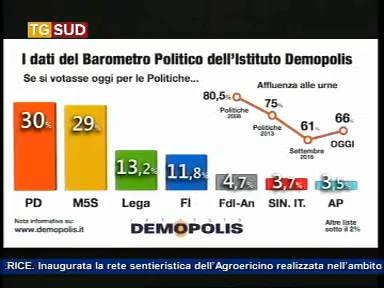 TG SUD
I dati del Barometro Politico dell'Istituto Demopolis
Se si votasse oggi per le Politiche...
Affluenza alle urne
80,5% 75% 61% 66%
Politiche 2006
Politiche 2013
Settembre 2016
OGGI
30% 29% 13,2% 11,8% 4,7% 3,7% 3,5%
PD M5S Lega FI FdI-An SIN. IT. AP
Nota informativa su:
www.demopolis.it
ISTITUTO
DEMOPOLIS
Altre liste
sotto il 2%
RICE. Inaugurata la rete sentieristica dell'Agroericino realizzata nell'ambito